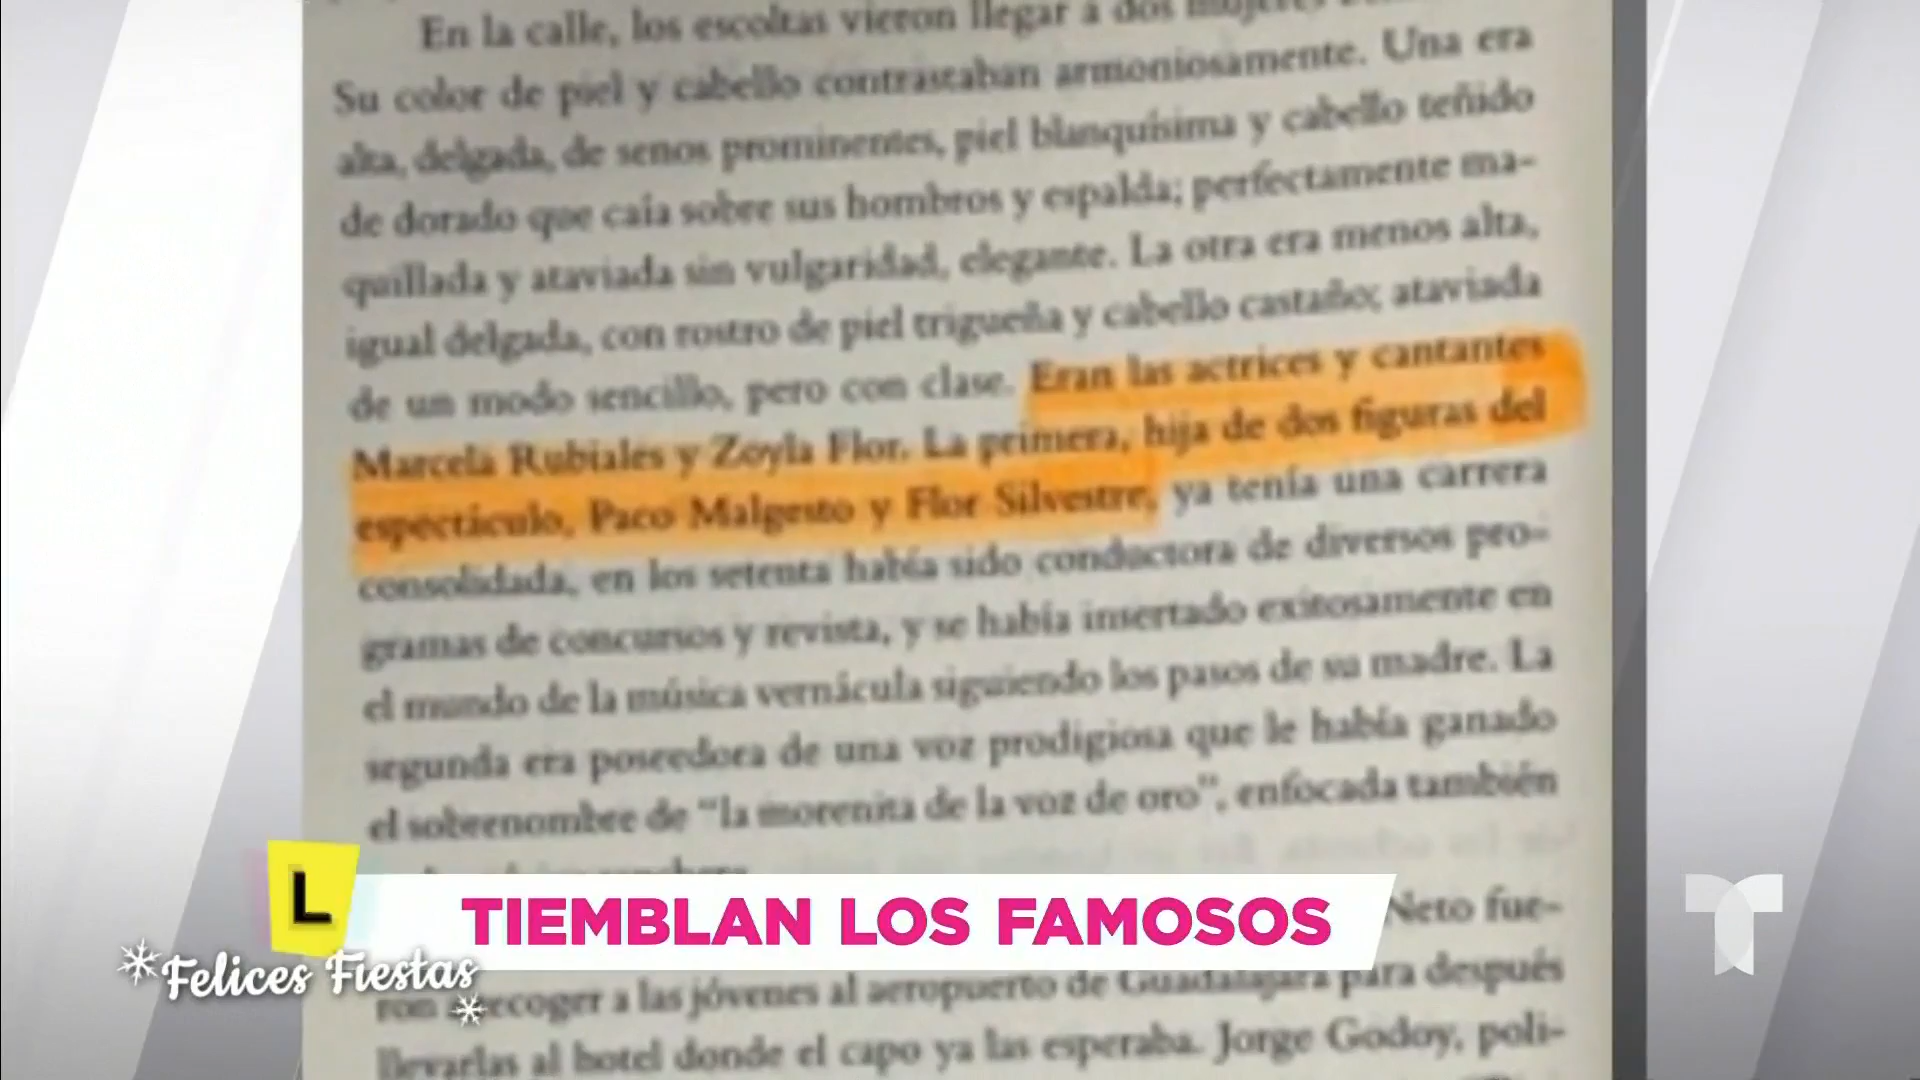 En la calle, los escoltas vieron llegar a dos mujeres
Su color de piel y cabello contrastaban armoniosamente. Una era
alta, delgada, de senos prominentes, piel blanquísima y cabello teñido
de dorado que caía sobre sus hombros y espalda; perfectamente ma-
quillada y ataviada sin vulgaridad, elegante. La otra era menos alta,
igual delgada, con rostro de piel trigueña y cabello castaño; ataviada
de un modo sencillo, pero con clase. Eran las actrices y cantantes
Marcela Rubiales y Zoyla Flor. La primera, hija de dos figuras del
espectáculo, Paco Malgesto y Flor Silvestre, ya tenía una carrera
consolidada, en los setenta había sido conductora de diversos pro-
gramas de concursos y revista, y se había insertado exitosamente en
el mundo de la música vernácula siguiendo los pasos de su madre. La
segunda era poseedora de una voz prodigiosa que le había ganado
el sobrenombre de “la morenita de la voz de oro”, enfocada también
L
TIEMBLAN LOS FAMOSOS
Neto fue-
Felices Fiestas
T
ron a recoger a las jóvenes al aeropuerto de Guadalajara para después
llevarlas al hotel donde el capo ya las esperaba. Jorge Godoy, poli-